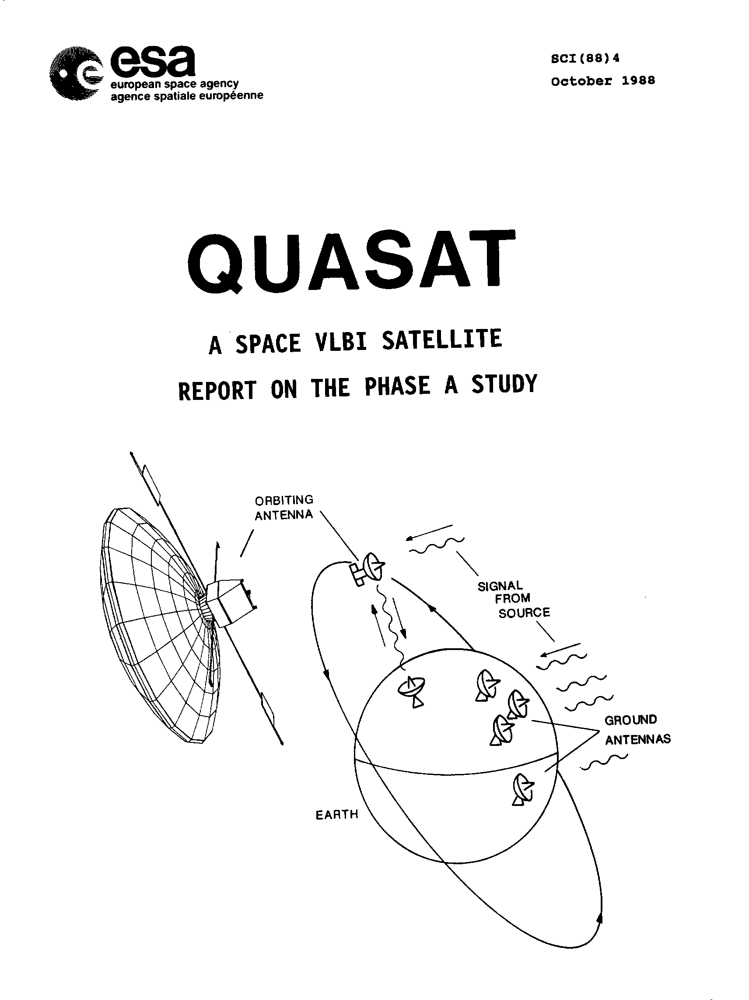 esa
european space agency
agence spatiale européenne
SCI(88)4
October 1988
QUASAT
A SPACE VLBI SATELLITE
REPORT ON THE PHASE A STUDY
ORBITING
ANTENNA
SIGNAL
FROM
SOURCE
GROUND
ANTENNAS
EARTH